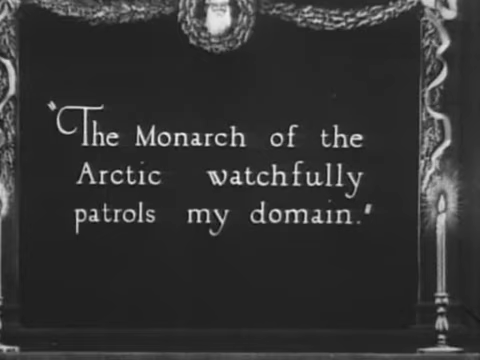 "The Monarch of the
Arctic watchfully
patrols my domain."